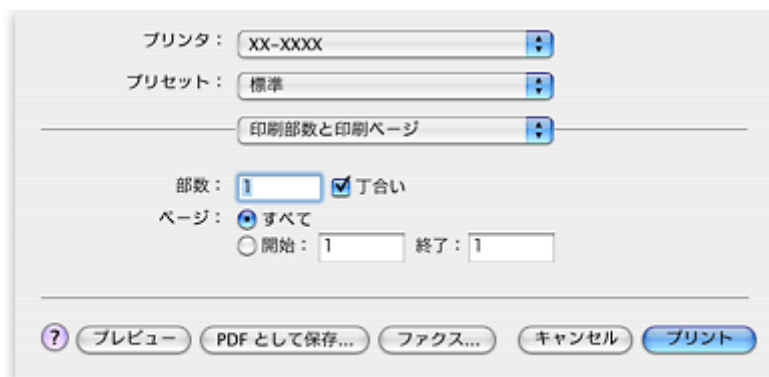 プリンタ： XX-XXXX
プリセット： 標準
印刷部数と印刷ページ
部数： 1 丁合い
ページ： すべて
開始： 1 終了： 1
? プレビュー PDF として保存... ファクス... キャンセル プリント